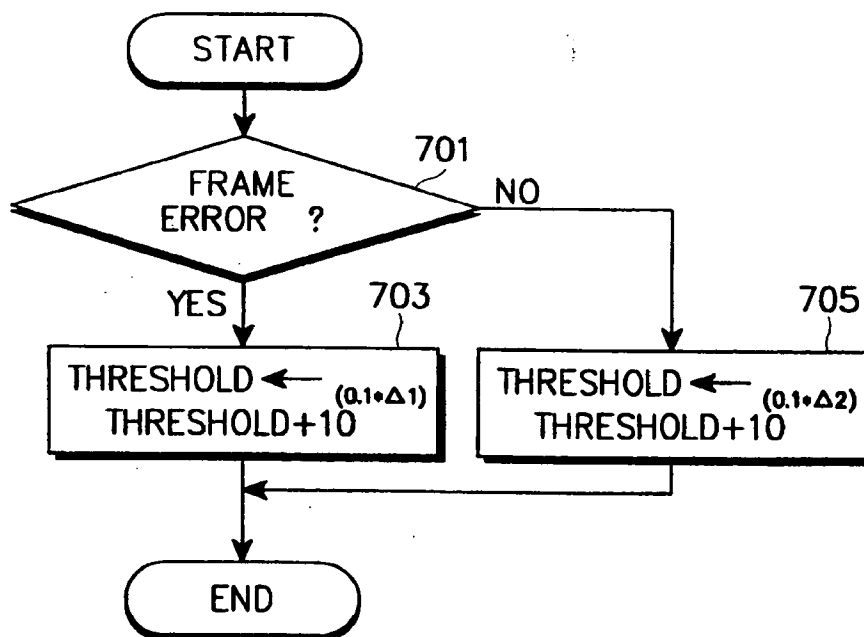 START
701
FRAME
ERROR ?
NO
YES
703
THRESHOLD ←
THRESHOLD+10(0.1*Δ1)
705
THRESHOLD ←
THRESHOLD+10(0.1*Δ2)
END